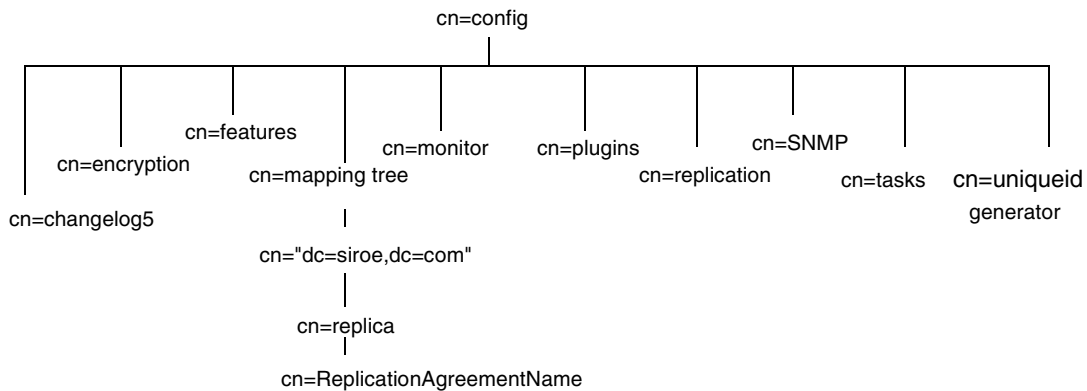 cn=config
cn=features
cn=SNMP
cn=monitor
cn=plugins
cn=encryption
cn=mapping tree
cn=replication
cn=tasks
cn=uniqueid
generator
cn=changelog5
cn="dc=siroe,dc=com"
cn=replica
cn=ReplicationAgreementName